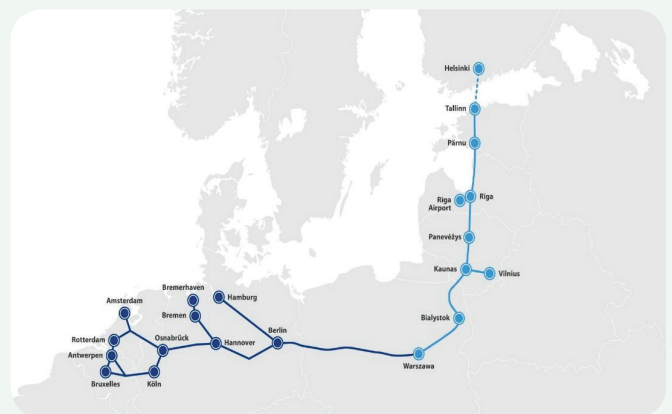 Helsinki
Tallinn
Pärnu
Riga
Airport
Riga
Panevėžys
Kaunas
Vilnius
Bialystok
Warszawa
Bremerhaven
Hamburg
Amsterdam
Bremen
Berlin
Rotterdam
Osnabrück
Hannover
Antwerpen
Bruxelles
Köln